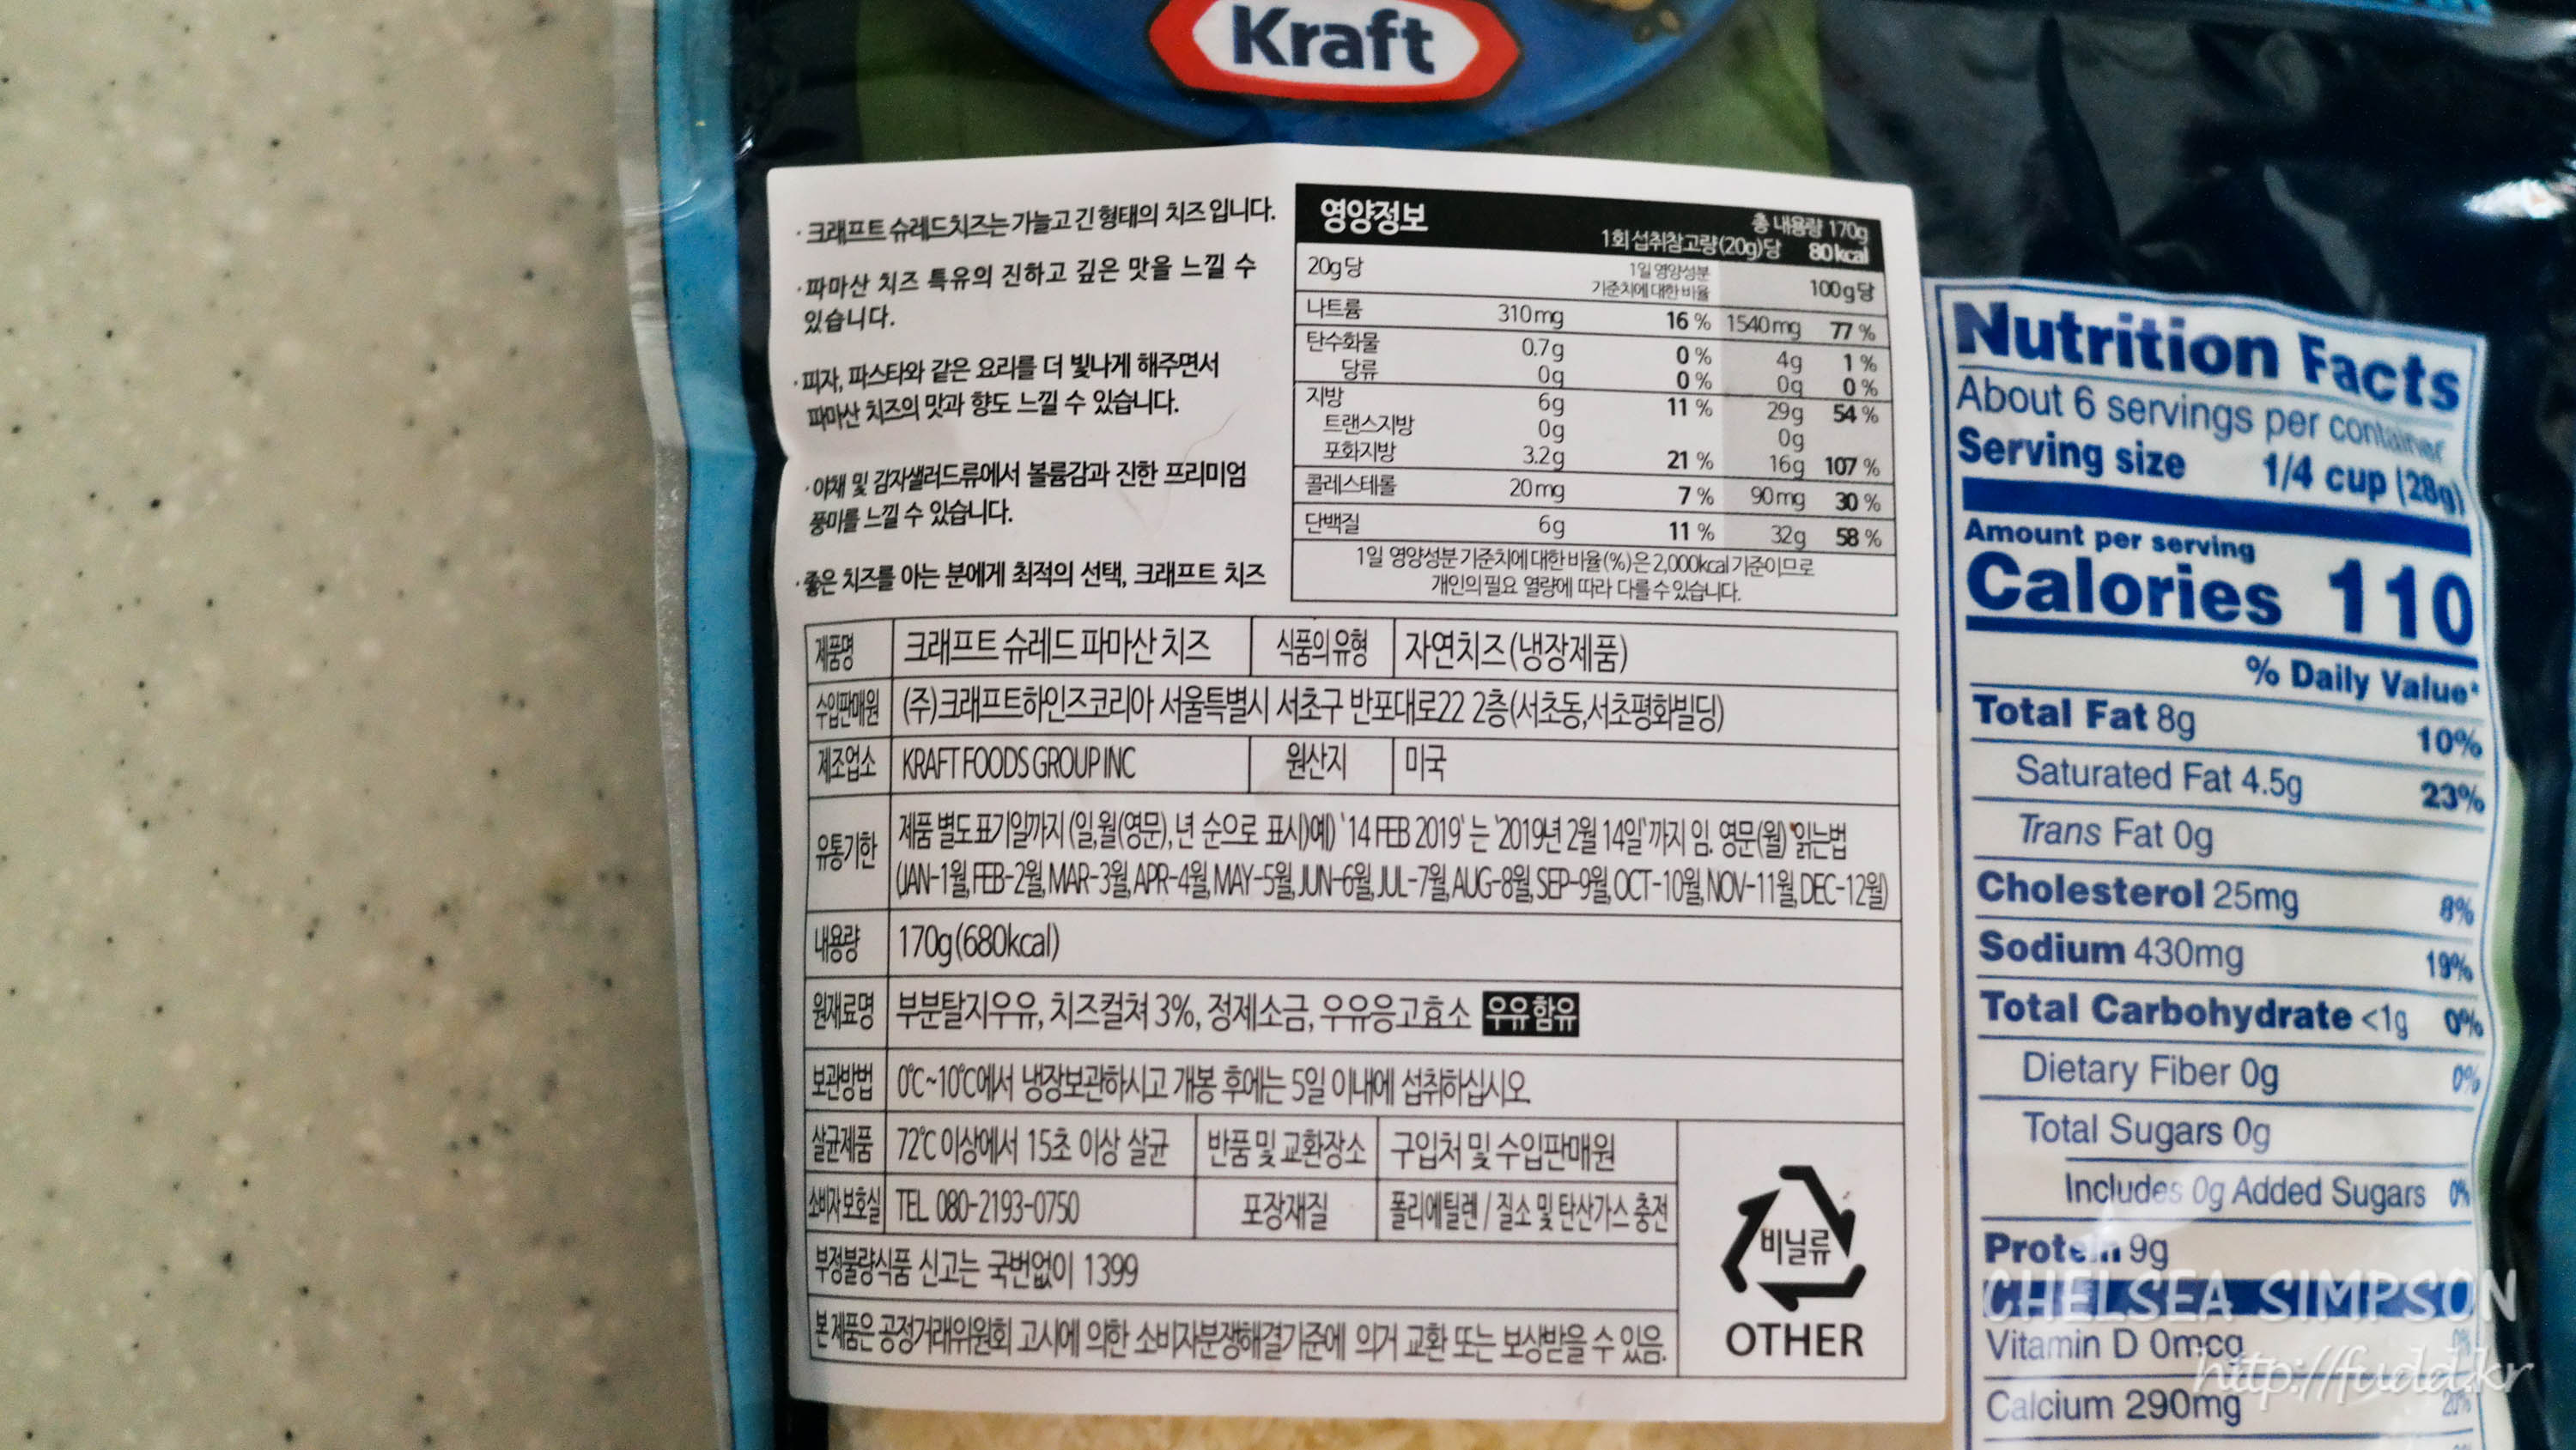 Kraft
· 크래프트 슈레드치즈는 가늘고 긴 형태의 치즈 입니다.
· 파마산 치즈 특유의 진하고 깊은 맛을 느낄 수
있습니다.
· 피자, 파스타와 같은 요리를 더 빛나게 해주면서
파마산 치즈의 맛과 향도 느낄 수 있습니다.
· 야채 및 감자샐러드류에서 볼륨감과 진한 프리미엄
풍미를 느낄 수 있습니다.
· 좋은 치즈를 아는 분에게 최적의 선택, 크래프트 치즈
영양정보 총 내용량 170g
1회 섭취참고량(20g)당 80kcal
20g당 1일 영양성분 기준치에 대한 비율 100g당
나트륨 310mg 16% 1540mg 77%
탄수화물 0.7g 0% 4g 1%
당류 0g 0% 0g 0%
지방 6g 11% 29g 54%
트랜스지방 0g 0g
포화지방 3.2g 21% 16g 107%
콜레스테롤 20mg 7% 90mg 30%
단백질 6g 11% 32g 58%
1일 영양성분 기준치에 대한 비율(%)은 2,000kcal 기준이므로
개인의 필요 열량에 따라 다를 수 있습니다.
제품명 크래프트 슈레드 파마산 치즈 식품의 유형 자연치즈(냉장제품)
수입판매원 (주)크래프트하인즈코리아 서울특별시 서초구 반포대로22 2층(서초동,서초평화빌딩)
제조업소 KRAFT FOODS GROUP INC 원산지 미국
유통기한 제품 별도 표기일까지 (일,월(영문),년 순으로 표시)예) '14 FEB 2019' 는 '2019년 2월 14일' 까지 임. 영문(월) 읽는법
(JAN-1월,FEB-2월,MAR-3월,APR-4월,MAY-5월,JUN-6월,JUL-7월,AUG-8월,SEP-9월,OCT-10월,NOV-11월,DEC-12월)
내용량 170g(680kcal)
원재료명 부분탈지우유, 치즈컬쳐 3%, 정제소금, 우유응고효소 우유 함유
보관방법 0℃~10℃에서 냉장보관하시고 개봉 후에는 5일 이내에 섭취하십시오.
살균제품 72℃ 이상에서 15초 이상 살균 반품 및 교환장소 구입처 및 수입판매원
소비자 보호실 TEL. 080-2193-0750 포장재질 폴리에틸렌 / 질소 및 탄산가스 충전
부정불량식품 신고는 국번없이 1399
본 제품은 공정거래위원회 고시에 의한 소비자분쟁해결기준에 의거 교환 또는 보상받을 수 있음.
비닐류
OTHER
Nutrition Facts
About 6 servings per container
Serving size 1/4 cup (28g)
Amount per serving
Calories 110
% Daily Value*
Total Fat 8g 10%
Saturated Fat 4.5g 23%
Trans Fat 0g
Cholesterol 25mg 8%
Sodium 430mg 19%
Total Carbohydrate <1g 0%
Dietary Fiber 0g 0%
Total Sugars 0g
Includes 0g Added Sugars 0%
Protein 9g
CHELSEA SIMPSON
Vitamin D 0mcg 0%
http://fudd.kr
Calcium 290mg 20%